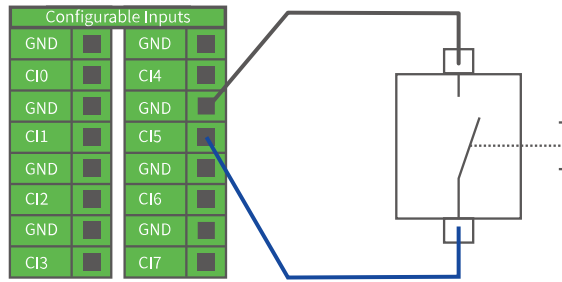 Configurable Inputs
GND GND
CI0 CI4
GND GND
CI1 CI5
GND GND
CI2 CI6
GND GND
CI3 CI7